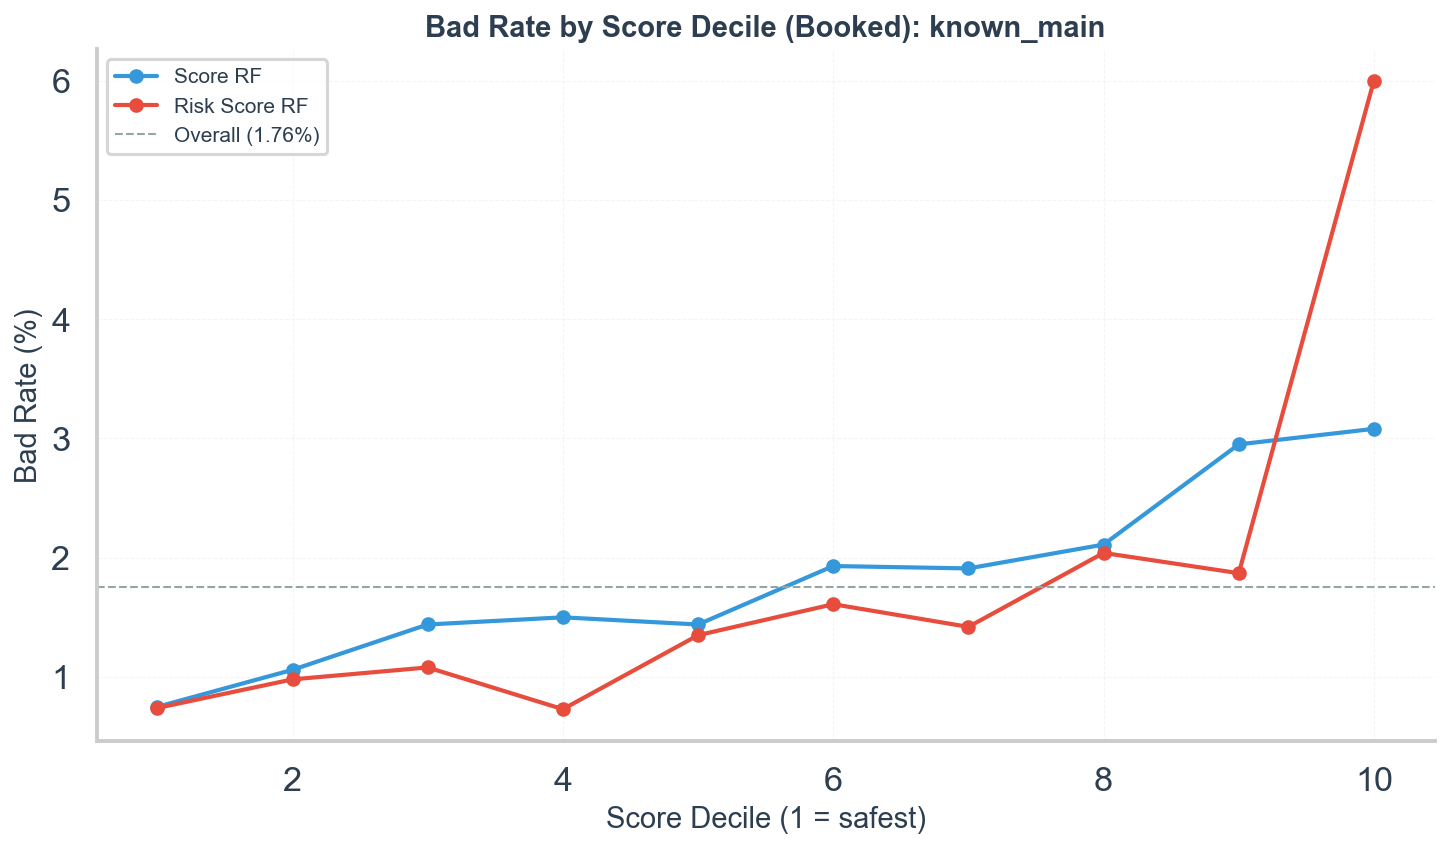 Bad Rate by Score Decile (Booked): known_main
Score RF
Risk Score RF
Overall (1.76%)
6
5
4
3
2
1
Bad Rate (%)
2
4
6
8
10
Score Decile (1 = safest)